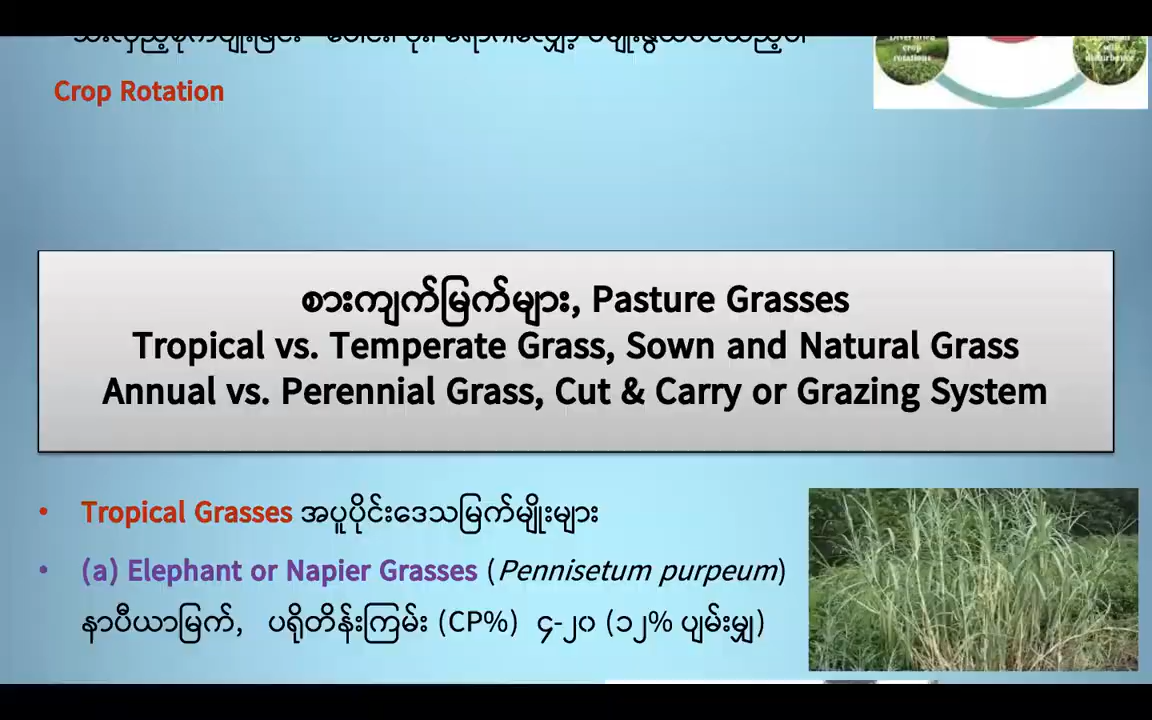 Diversified
crop
rotations
Crop Rotation
စားကျက်မြက်များ, Pasture Grasses
Tropical vs. Temperate Grass, Sown and Natural Grass
Annual vs. Perennial Grass, Cut & Carry or Grazing System
• Tropical Grasses အပူပိုင်းဒေသမြက်မျိုးများ
• (a) Elephant or Napier Grasses (Pennisetum purpeum)
နာပီယာမြက်, ပရိုတိန်းကြမ်း (CP%) ၄-၂၀ (၁၂% ပျမ်းမျှ)